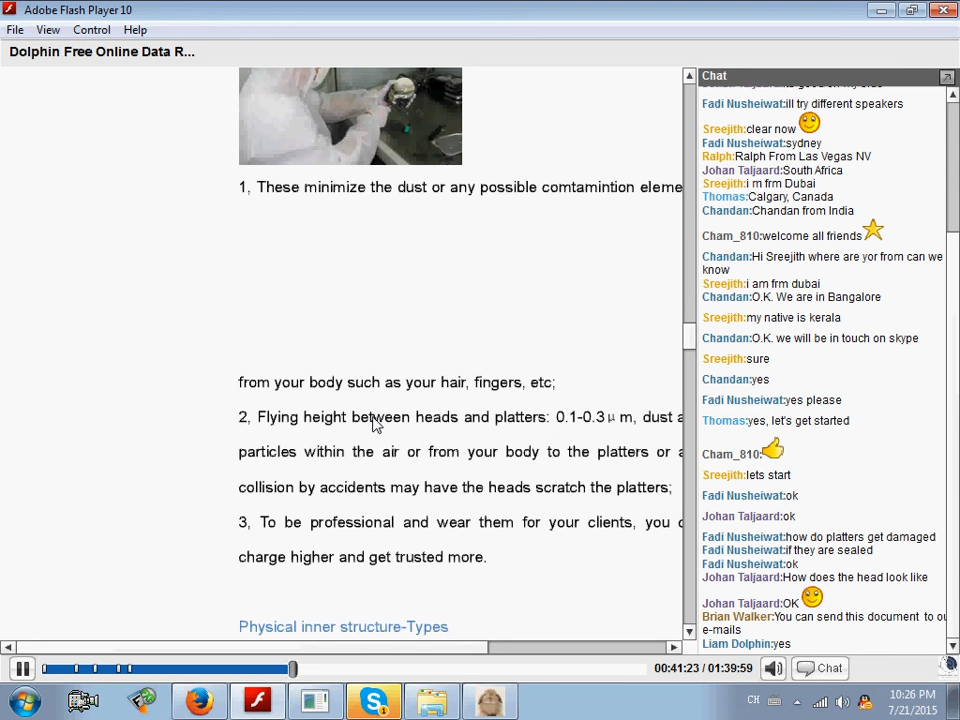 Adobe Flash Player 10
File View Control Help
Dolphin Free Online Data R...
1, These minimize the dust or any possible comtamintion eleme
from your body such as your hair, fingers, etc;
2, Flying height between heads and platters: 0.1-0.3μm, dust a
particles within the air or from your body to the platters or a
collision by accidents may have the heads scratch the platters;
3, To be professional and wear them for your clients, you c
charge higher and get trusted more.
Physical inner structure-Types
Chat
Fadi Nusheiwat:ill try different speakers
Sreejith:clear now
Fadi Nusheiwat:sydney
Ralph:Ralph From Las Vegas NV
Johan Taljaard:South Africa
Sreejith:i m frm Dubai
Thomas:Calgary, Canada
Chandan:Chandan from India
Cham_810:welcome all friends
Chandan:Hi Sreejith where are yor from can we
know
Sreejith:i am frm dubai
Chandan:O.K. We are in Bangalore
Sreejith:my native is kerala
Chandan:O.K. we will be in touch on skype
Sreejith:sure
Chandan:yes
Fadi Nusheiwat:yes please
Thomas:yes, let's get started
Cham_810:
Sreejith:lets start
Fadi Nusheiwat:ok
Johan Taljaard:ok
Fadi Nusheiwat:how do platters get damaged
Fadi Nusheiwat:if they are sealed
Fadi Nusheiwat:ok
Johan Taljaard:How does the head look like
Johan Taljaard:OK
Brian Walker:You can send this document to ou
e-mails
Liam Dolphin:yes
00:41:23 / 01:39:59
Chat
CH
10:26 PM
7/21/2015